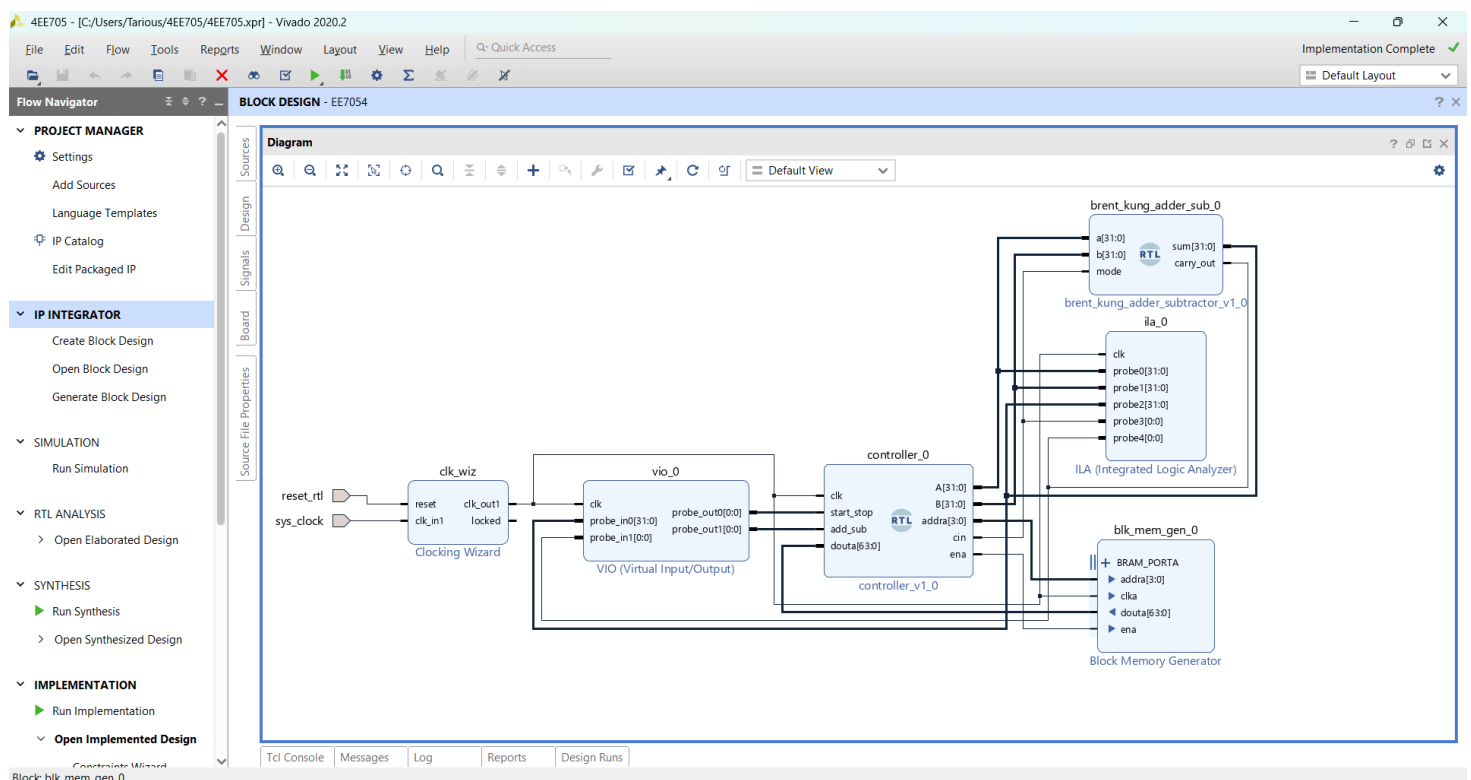 4EE705 - [C:/Users/Tarious/4EE705/4EE705.xpr] - Vivado 2020.2
File Edit Flow Tools Reports Window Layout View Help Quick Access
Implementation Complete
Default Layout
Flow Navigator
PROJECT MANAGER
Settings
Add Sources
Language Templates
IP Catalog
Edit Packaged IP
IP INTEGRATOR
Create Block Design
Open Block Design
Generate Block Design
SIMULATION
Run Simulation
RTL ANALYSIS
Open Elaborated Design
SYNTHESIS
Run Synthesis
Open Synthesized Design
IMPLEMENTATION
Run Implementation
Open Implemented Design
Constraints Wizard
Block: blk_mem_gen_0
BLOCK DESIGN - EE7054
Sources
Design
Signals
Board
Source File Properties
Diagram
Default View
reset_rtl
sys_clock
clk_wiz
reset
clk_in1
clk_out1
locked
Clocking Wizard
vio_0
clk
probe_in0[31:0]
probe_in1[0:0]
probe_out0[0:0]
probe_out1[0:0]
VIO (Virtual Input/Output)
controller_0
clk
start_stop
add_sub
douta[63:0]
RTL
A[31:0]
B[31:0]
addra[3:0]
cin
ena
controller_v1_0
brent_kung_adder_sub_0
a[31:0]
b[31:0]
mode
RTL
sum[31:0]
carry_out
brent_kung_adder_subtractor_v1_0
ila_0
clk
probe0[31:0]
probe1[31:0]
probe2[31:0]
probe3[0:0]
probe4[0:0]
ILA (Integrated Logic Analyzer)
blk_mem_gen_0
BRAM_PORTA
addra[3:0]
clka
douta[63:0]
ena
Block Memory Generator
Tcl Console Messages Log Reports Design Runs